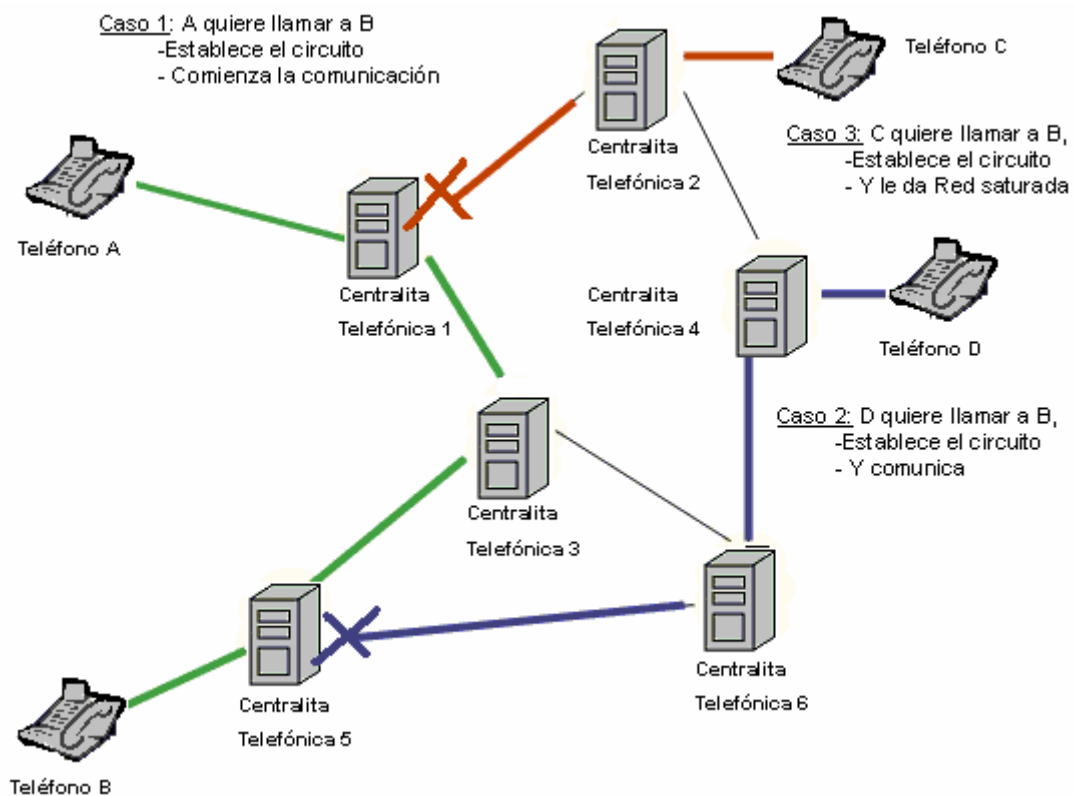 Caso 1: A quiere llamar a B
-Establece el circuito
- Comienza la comunicación
Teléfono C
Centralita
Telefónica 2
Caso 3: C quiere llamar a B,
-Establece el circuito
- Y le da Red saturada
Teléfono A
Centralita
Telefónica 1
Centralita
Telefónica 4
Teléfono D
Caso 2: D quiere llamar a B,
-Establece el circuito
- Y comunica
Centralita
Telefónica 3
Centralita
Telefónica 6
Centralita
Telefónica 5
Teléfono B